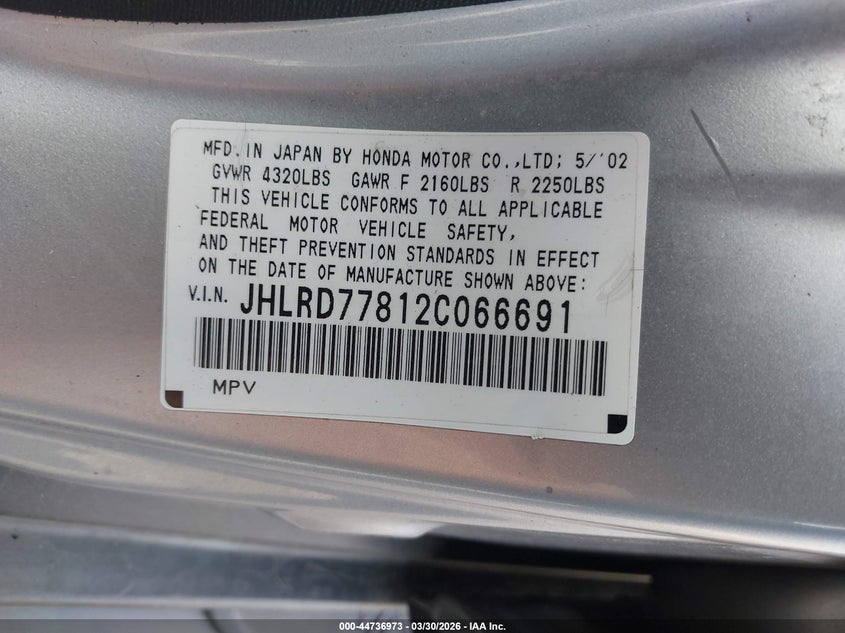 MFD. IN JAPAN BY HONDA MOTOR CO.,LTD; 5/'02
GVWR 4320LBS GAWR F 2160LBS R 2250LBS
THIS VEHICLE CONFORMS TO ALL APPLICABLE
FEDERAL MOTOR VEHICLE SAFETY,
AND THEFT PREVENTION STANDARDS IN EFFECT
ON THE DATE OF MANUFACTURE SHOWN ABOVE:
V.I.N. JHLRD77812C066691
MPV
000-44736973 - 03/30/2026 - IAA Inc.